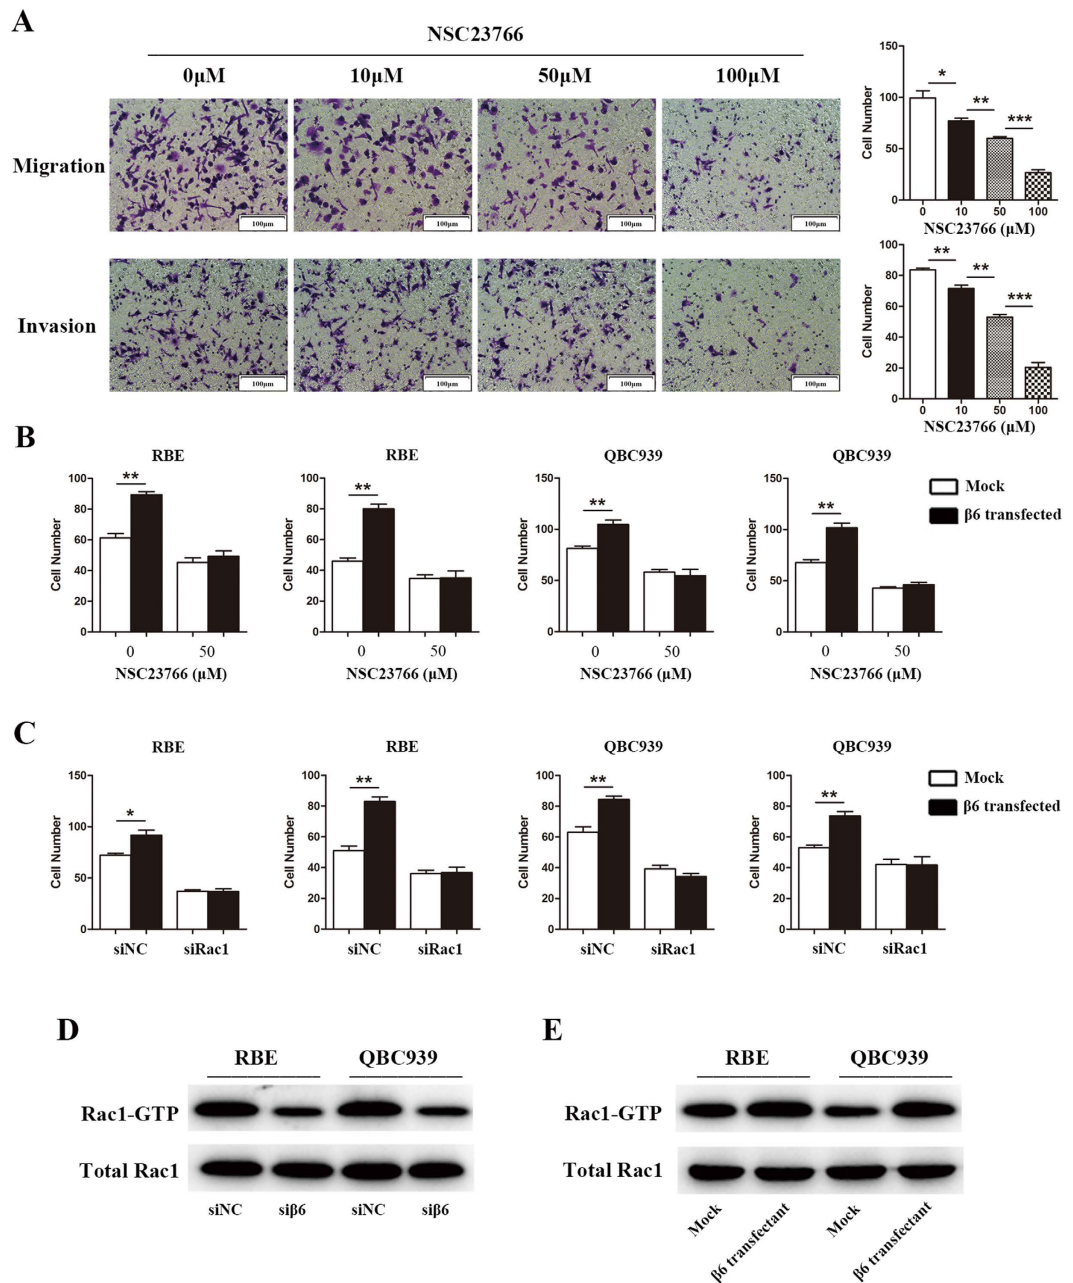 A
NSC23766
0μM 10μM 50μM 100μM
Migration
100μm 100μm 100μm 100μm
Cell Number
150
100
50
0
* ** ***
0 10 50 100
NSC23766 (μM)
Invasion
100μm 100μm 100μm 100μm
Cell Number
100
80
60
40
20
0
** ** ***
0 10 50 100
NSC23766 (μM)
B
RBE
Cell Number
100
80
60
40
20
0
**
0 50
NSC23766 (μM)
RBE
Cell Number
100
80
60
40
20
0
**
0 50
NSC23766 (μM)
QBC939
Cell Number
150
100
50
0
**
0 50
NSC23766 (μM)
QBC939
Cell Number
150
100
50
0
**
0 50
NSC23766 (μM)
Mock
β6 transfected
C
RBE
Cell Number
150
100
50
0
*
siNC siRac1
RBE
Cell Number
100
80
60
40
20
0
**
siNC siRac1
QBC939
Cell Number
100
80
60
40
20
0
**
siNC siRac1
QBC939
Cell Number
100
80
60
40
20
0
**
siNC siRac1
Mock
β6 transfected
D
RBE QBC939
Rac1-GTP
Total Rac1
siNC siβ6 siNC siβ6
E
RBE QBC939
Rac1-GTP
Total Rac1
Mock β6 transfectant Mock β6 transfectant